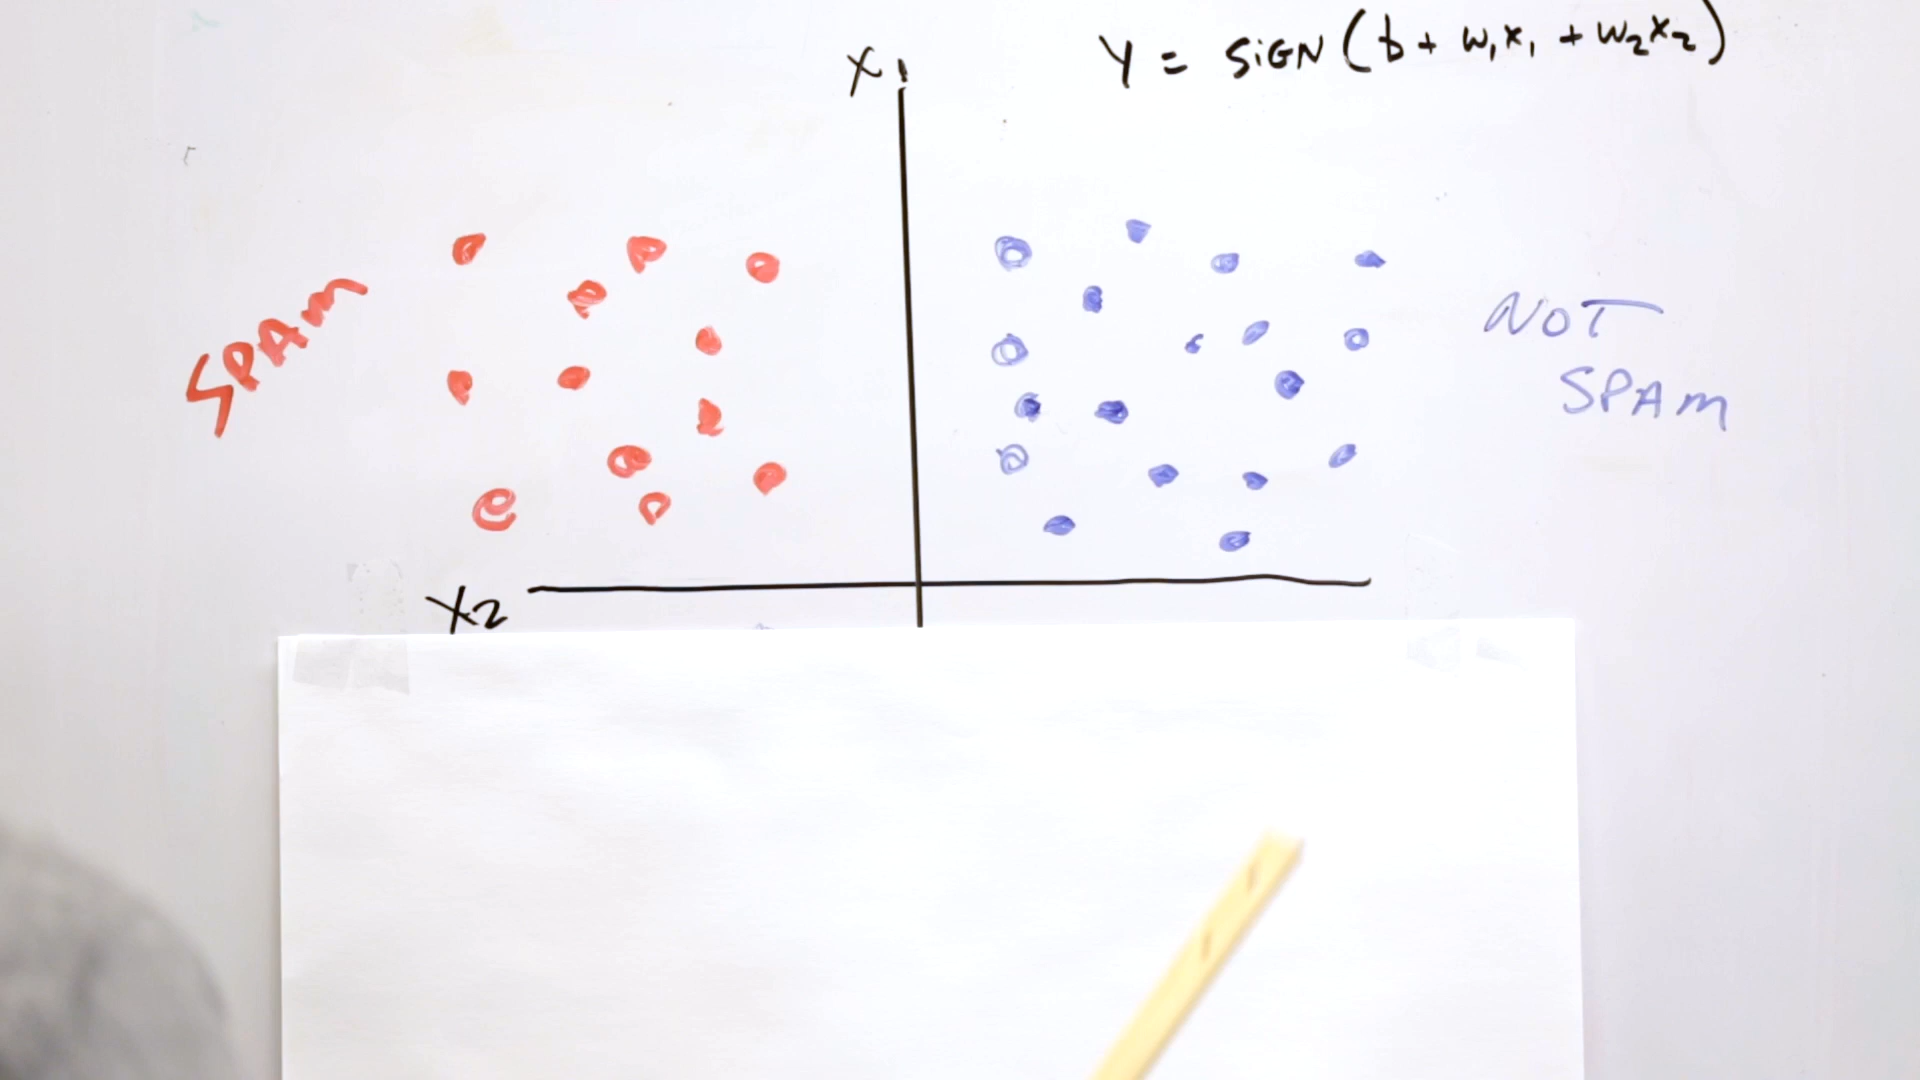 Y = SIGN (b + w₁x₁ + w₂x₂)
X₁
SPAM
NOT
SPAM
X2